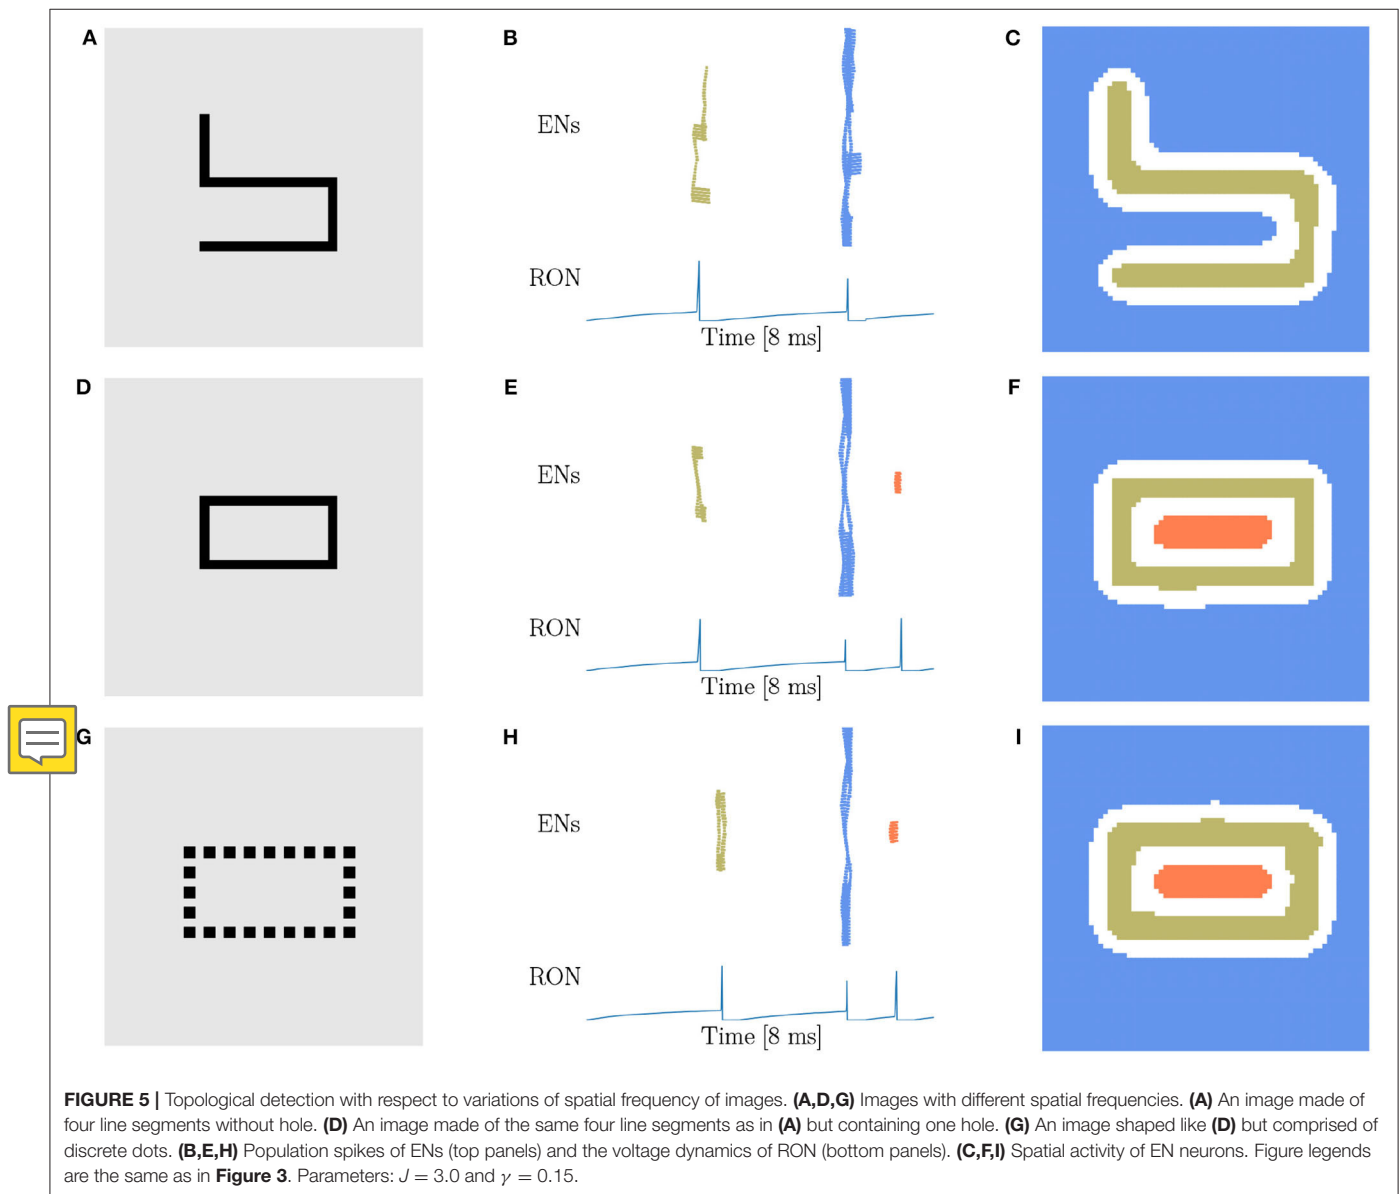 A
B
C
ENs
RON
Time [8 ms]
D
E
F
ENs
RON
Time [8 ms]
G
H
I
ENs
RON
Time [8 ms]
FIGURE 5 | Topological detection with respect to variations of spatial frequency of images. (A,D,G) Images with different spatial frequencies. (A) An image made of
four line segments without hole. (D) An image made of the same four line segments as in (A) but containing one hole. (G) An image shaped like (D) but comprised of
discrete dots. (B,E,H) Population spikes of ENs (top panels) and the voltage dynamics of RON (bottom panels). (C,F,I) Spatial activity of EN neurons. Figure legends
are the same as in Figure 3. Parameters: J = 3.0 and γ = 0.15.